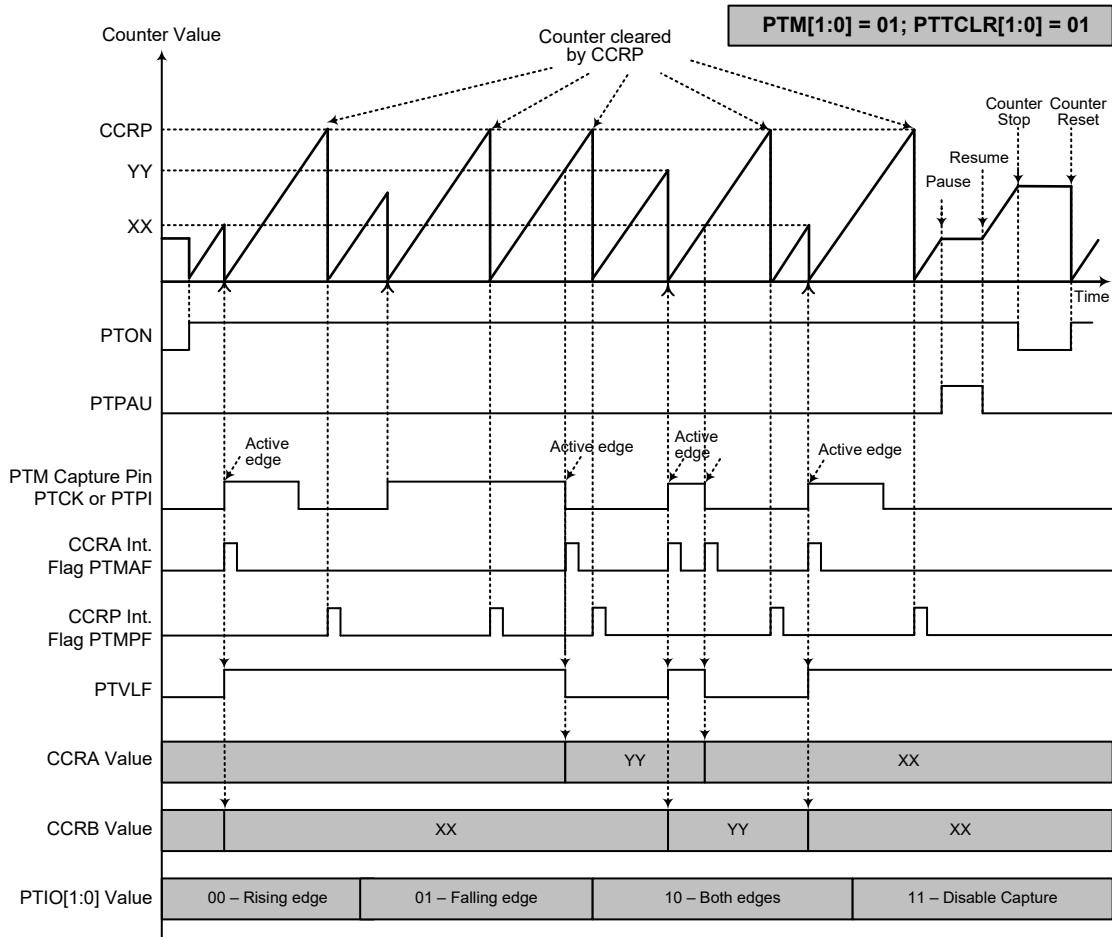 PTM[1:0] = 01; PTTCLR[1:0] = 01
Counter Value
Counter cleared
by CCRP
CCRP
YY
XX
Pause
Resume
Counter
Stop
Counter
Reset
Time
PTON
PTPAU
PTM Capture Pin
PTCK or PTPI
Active
edge
Active edge
Active
edge
Active edge
CCRA Int.
Flag PTMAF
CCRP Int.
Flag PTMPF
PTVLF
CCRA Value
YY
XX
CCRB Value
XX
YY
XX
PTIO[1:0] Value
00 – Rising edge
01 – Falling edge
10 – Both edges
11 – Disable Capture